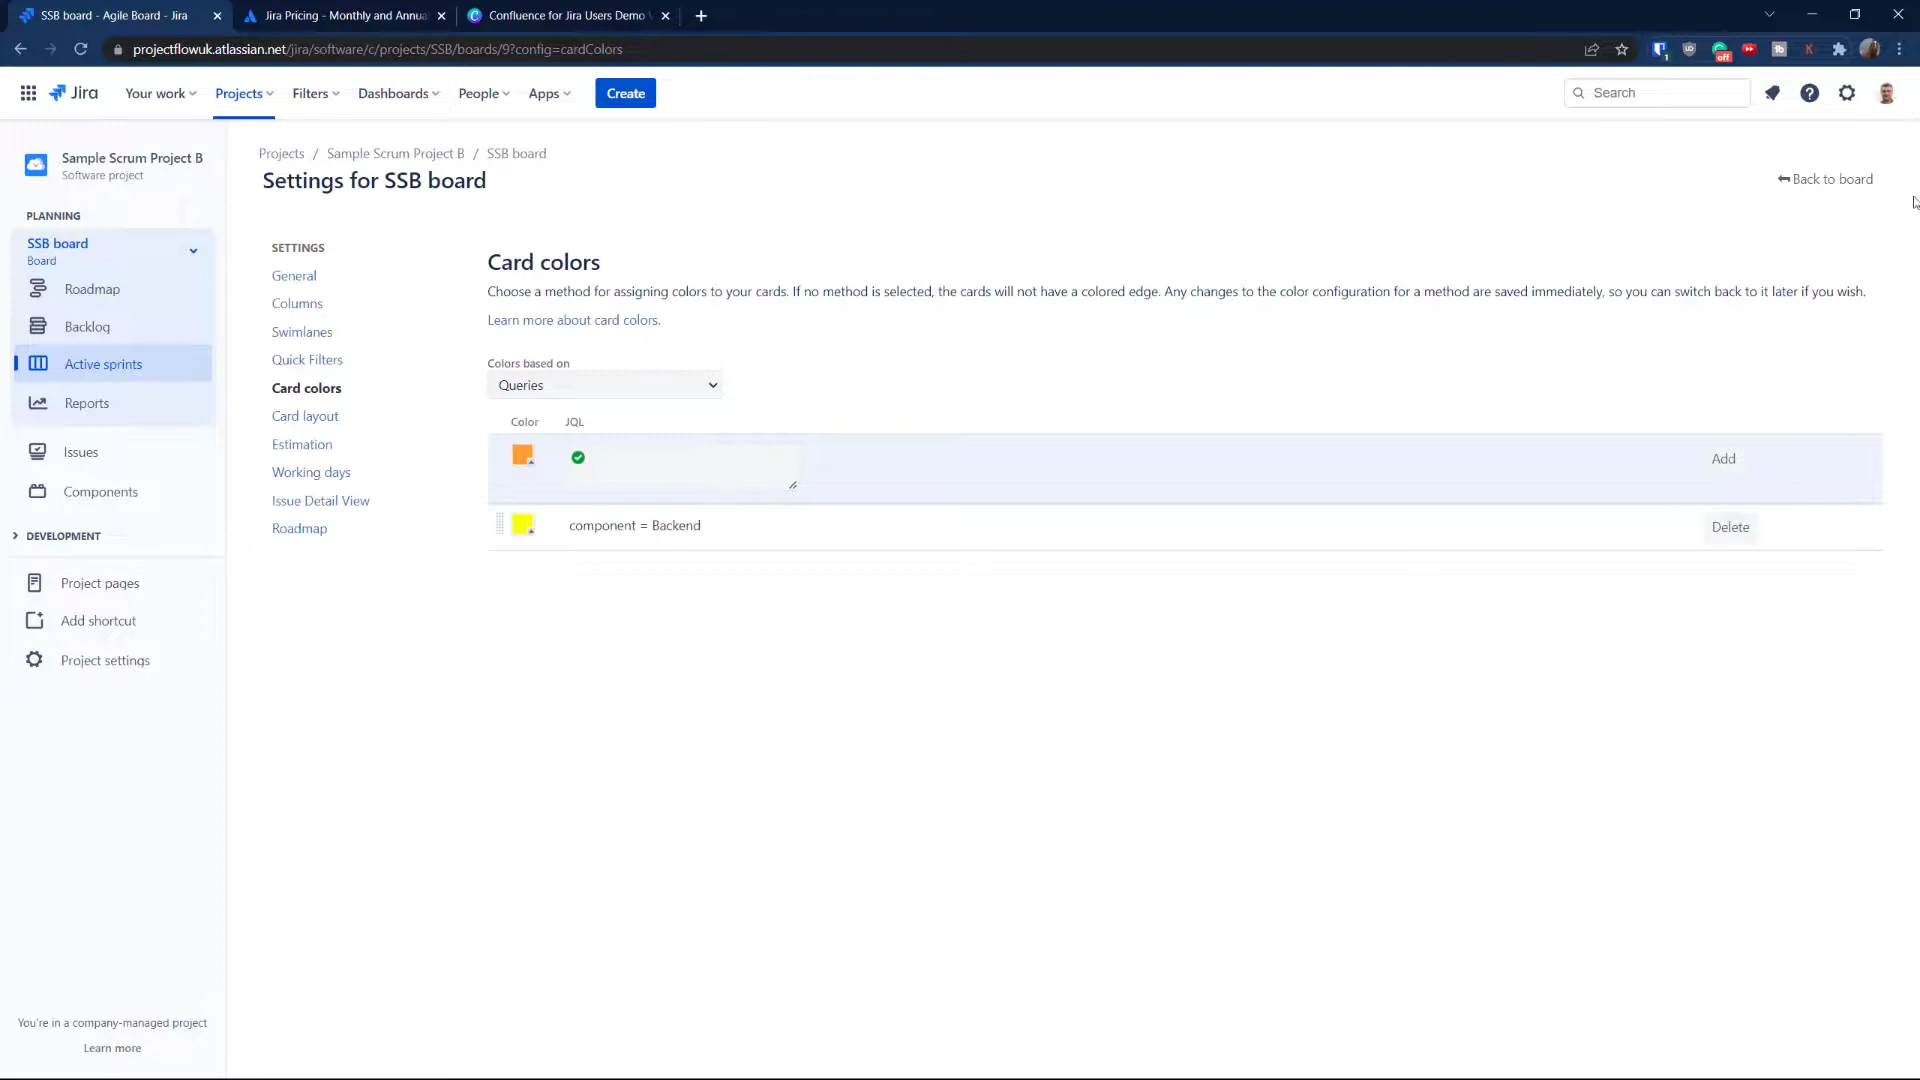 SSB board - Agile Board - Jira
Jira Pricing - Monthly and Annua
Confluence for Jira Users Demo V
projectflowuk.atlassian.net/jira/software/c/projects/SSB/boards/9?config=cardColors
1
off
Jira
Your work
Projects
Filters
Dashboards
People
Apps
Create
Search
Sample Scrum Project B
Software project
Projects / Sample Scrum Project B / SSB board
Settings for SSB board
Back to board
PLANNING
SSB board
Board
Roadmap
Backlog
Active sprints
Reports
Issues
Components
DEVELOPMENT
Project pages
Add shortcut
Project settings
You're in a company-managed project
Learn more
SETTINGS
General
Columns
Swimlanes
Quick Filters
Card colors
Card layout
Estimation
Working days
Issue Detail View
Roadmap
Card colors
Choose a method for assigning colors to your cards. If no method is selected, the cards will not have a colored edge. Any changes to the color configuration for a method are saved immediately, so you can switch back to it later if you wish.
Learn more about card colors.
Colors based on
Queries
Color JQL
Add
component = Backend
Delete